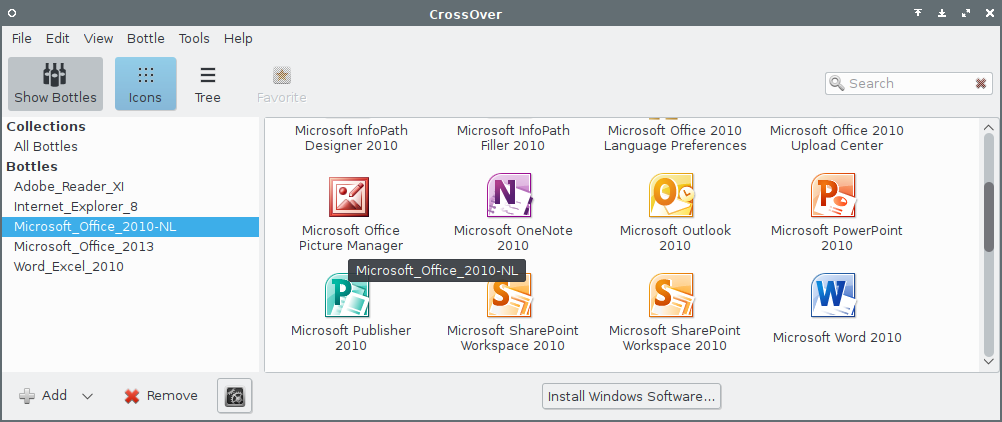 CrossOver
File Edit View Bottle Tools Help
Show Bottles
Icons
Tree
Favorite
Search
Collections
All Bottles
Bottles
Adobe_Reader_XI
Internet_Explorer_8
Microsoft_Office_2010-NL
Microsoft_Office_2013
Word_Excel_2010
Microsoft InfoPath
Designer 2010
Microsoft InfoPath
Filler 2010
Microsoft Office 2010
Language Preferences
Microsoft Office 2010
Upload Center
Microsoft Office
Picture Manager
Microsoft OneNote
2010
Microsoft Outlook
2010
Microsoft PowerPoint
2010
Microsoft_Office_2010-NL
Microsoft Publisher
2010
Microsoft SharePoint
Workspace 2010
Microsoft SharePoint
Workspace 2010
Microsoft Word 2010
Add
Remove
Install Windows Software...